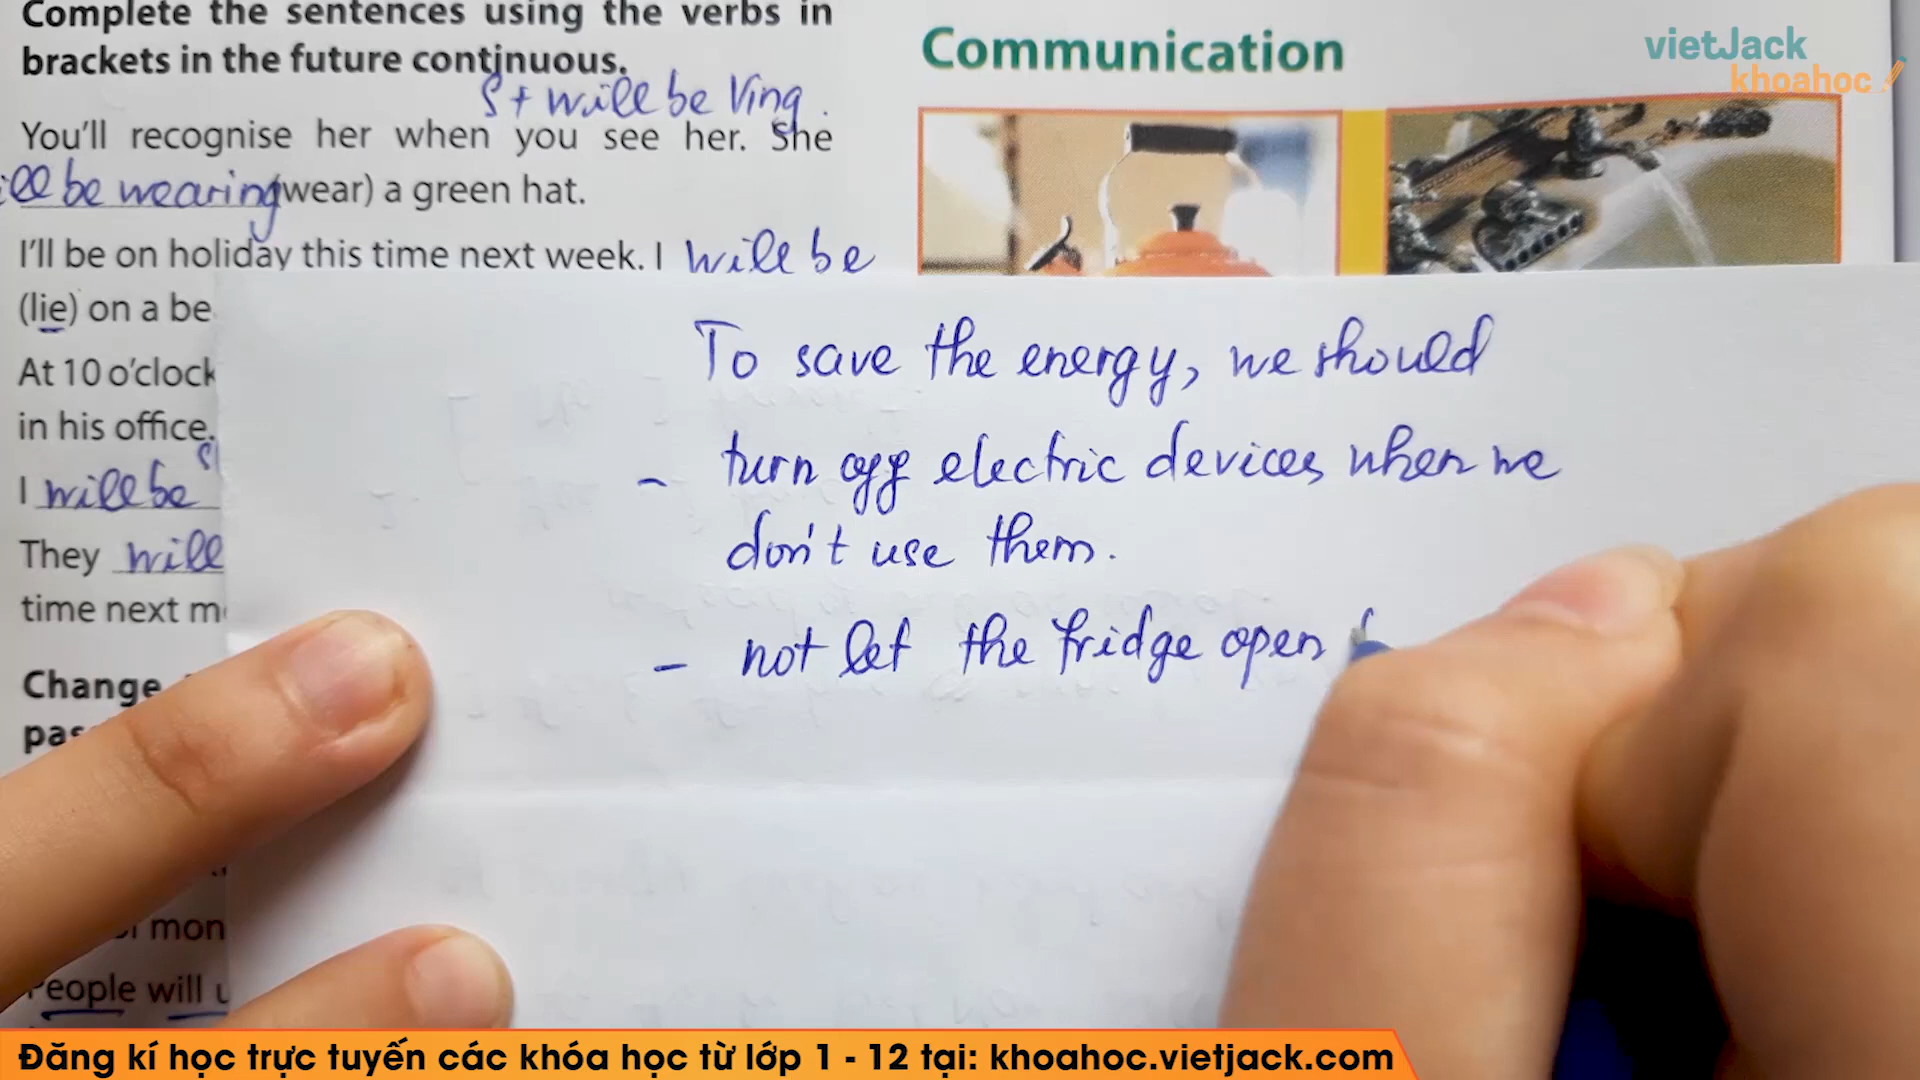 Complete the sentences using the verbs in
brackets in the future continuous.
S + will be Ving.
You'll recognise her when you see her. She
be wearing (wear) a green hat.
I'll be on holiday this time next week. I will be
(lie) on a be
At 10 o'clock
in his office.
I will be
They will
time next m
Change
pas
mon
People will u
Communication
vietJack
khoahoc
To save the energy, we should
- turn off electric devices when we
don't use them.
- not let the fridge open
Đăng kí học trực tuyến các khóa học từ lớp 1 - 12 tại: khoahoc.vietjack.com